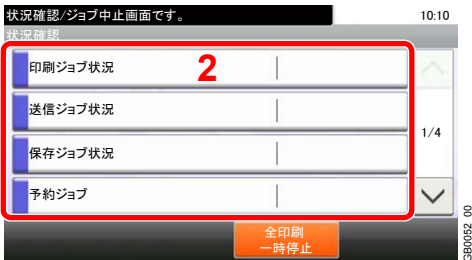 状況確認/ジョブ中止画面です。
10:10
状況確認
印刷ジョブ状況
2
送信ジョブ状況
1/4
保存ジョブ状況
予約ジョブ
全印刷
一時停止
GB0052 00